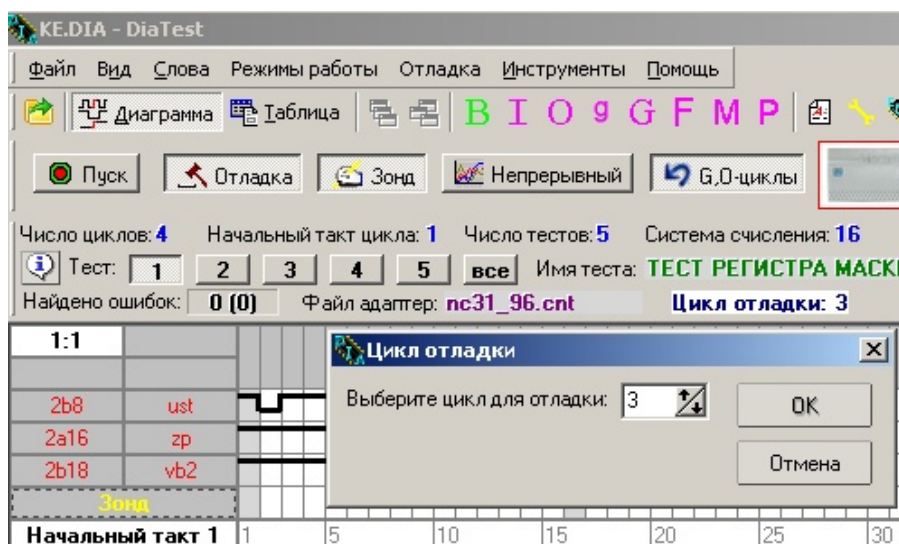 KE.DIA - DiaTest
Файл Вид Слова Режимы работы Отладка Инструменты Помощь
Диаграмма Таблица B I O g G F M P
Пуск Отладка Зонд Непрерывный G,O-циклы
Число циклов: 4 Начальный такт цикла: 1 Число тестов: 5 Система счисления: 16
Тест: 1 2 3 4 5 все Имя теста: ТЕСТ РЕГИСТРА
Найдено ошибок: 0 (0) Файл адаптер: nc31_96.cnt Цикл отладки: 3
1:1
Цикл отладки
Выберите цикл для отладки: 3 OK
Отмена
2b8 ust
2a16 zp
2b18 vb2
Зонд
Начальный такт 1 1 5 10 15 20 25 30